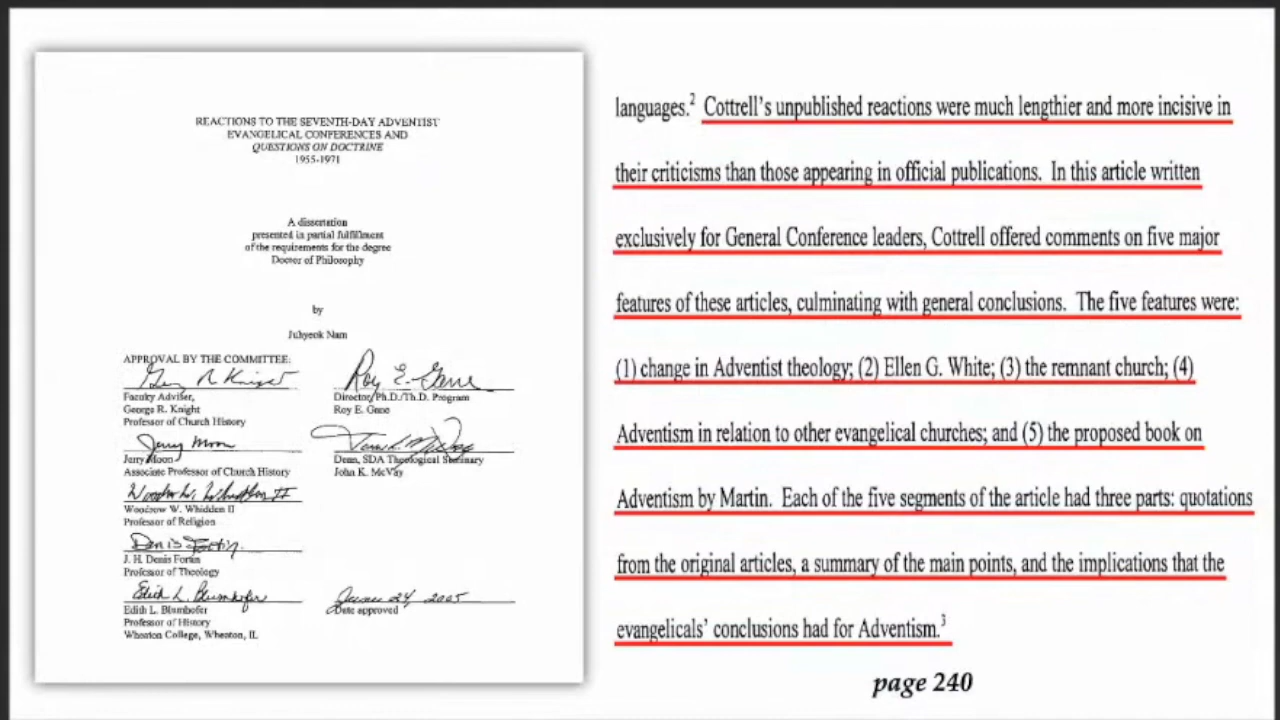 REACTIONS TO THE SEVENTH-DAY ADVENTIST
EVANGELICAL CONFERENCES AND
QUESTIONS ON DOCTRINE
1955-1971
A dissertation
presented in partial fulfillment
of the requirements for the degree
Doctor of Philosophy
by
Juhyeok Nam
APPROVAL BY THE COMMITTEE:
Faculty Adviser,
George R. Knight
Professor of Church History
Jerry Moon
Jerry Moon
Associate Professor of Church History
Woodrow W. Whidden II
Professor of Religion
J. H. Denis Fortin
Professor of Theology
Edith L. Blumhofer
Edith L. Blumhofer
Professor of History
Wheaton College, Wheaton, IL
Roy E. Gane
Director/Ph.D./Th.D. Program
Roy E. Gane
Dean, SDA Theological Seminary
John K. McVay
June 24, 2005
Date approved
languages.2 Cottrell's unpublished reactions were much lengthier and more incisive in
their criticisms than those appearing in official publications. In this article written
exclusively for General Conference leaders, Cottrell offered comments on five major
features of these articles, culminating with general conclusions. The five features were:
(1) change in Adventist theology; (2) Ellen G. White; (3) the remnant church; (4)
Adventism in relation to other evangelical churches; and (5) the proposed book on
Adventism by Martin. Each of the five segments of the article had three parts: quotations
from the original articles, a summary of the main points, and the implications that the
evangelicals' conclusions had for Adventism.3
page 240